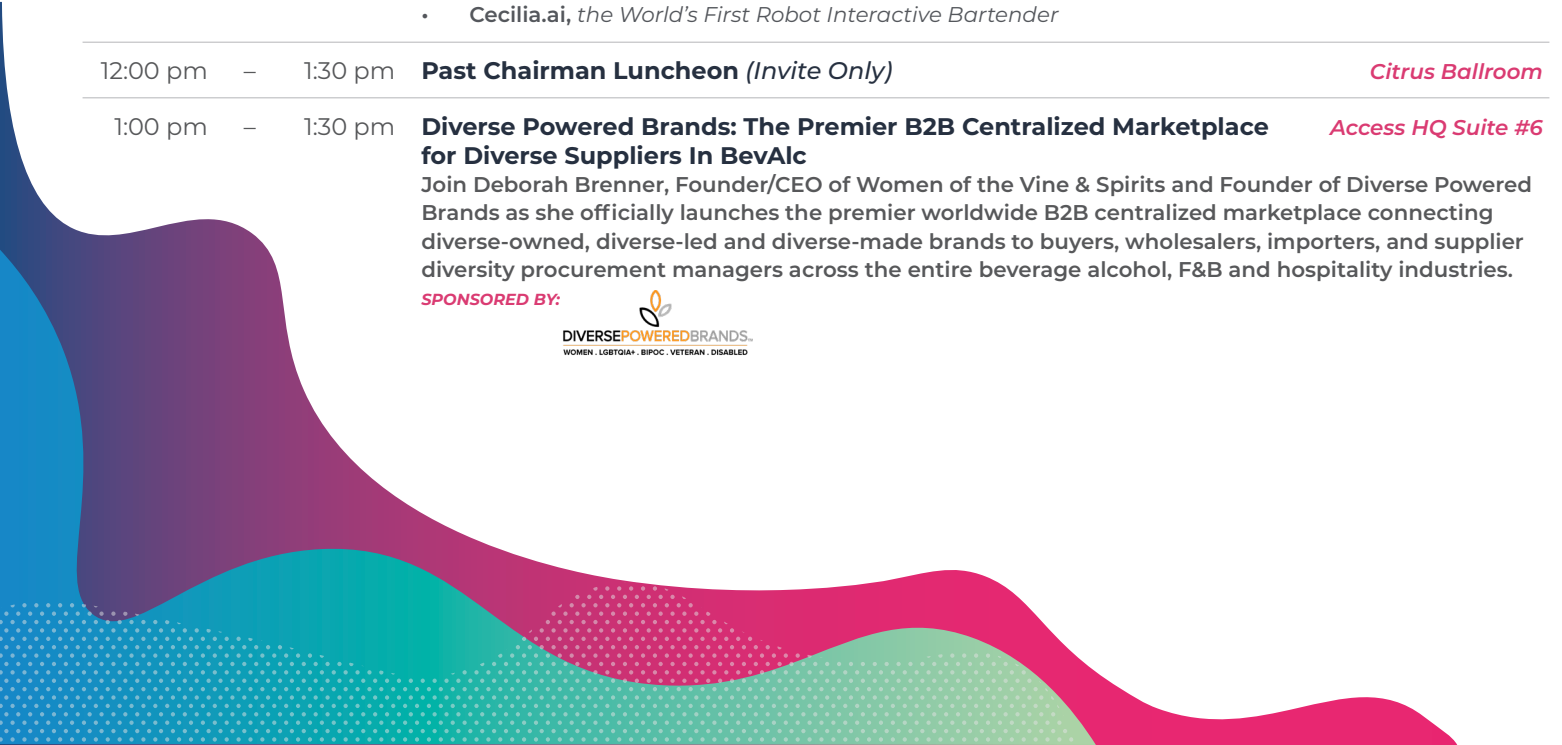 • Cecilia.ai, the World's First Robot Interactive Bartender
12:00 pm – 1:30 pm Past Chairman Luncheon (Invite Only) Citrus Ballroom
1:00 pm – 1:30 pm Diverse Powered Brands: The Premier B2B Centralized Marketplace Access HQ Suite #6
for Diverse Suppliers In BevAlc
Join Deborah Brenner, Founder/CEO of Women of the Vine & Spirits and Founder of Diverse Powered
Brands as she officially launches the premier worldwide B2B centralized marketplace connecting
diverse-owned, diverse-led and diverse-made brands to buyers, wholesalers, importers, and supplier
diversity procurement managers across the entire beverage alcohol, F&B and hospitality industries.
SPONSORED BY:
DIVERSEPOWEREDBRANDS™
WOMEN . LGBTQIA+ . BIPOC . VETERAN . DISABLED